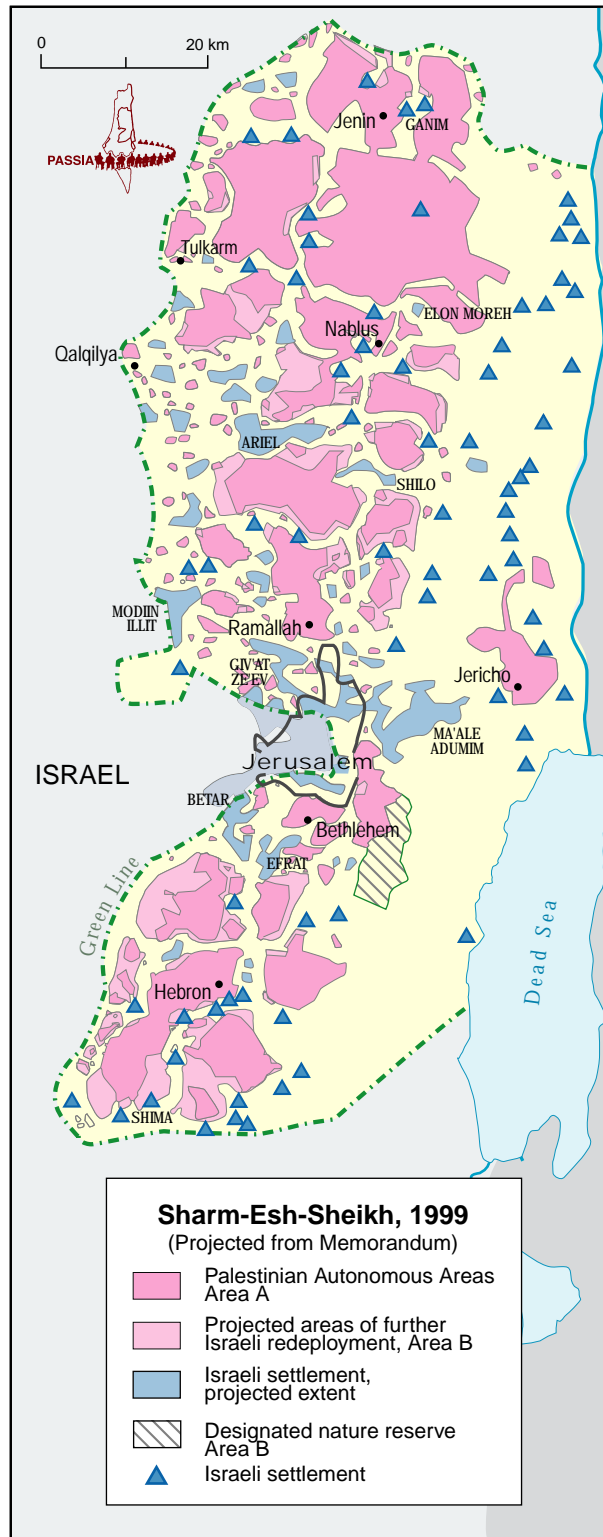 0
20 km
PASSIA
Jenin
GANIM
Tulkarm
ELON MOREH
Nablus
Qalqilya
ARIEL
SHILO
MODIIN
ILLIT
Ramallah
GIV'AT
ZE'EV
Jericho
MA'ALE
ADUMIM
Jerusalem
ISRAEL
BETAR
Bethlehem
EFRAT
Green Line
Dead Sea
Hebron
SHIMA
Sharm-Esh-Sheikh, 1999
(Projected from Memorandum)
Palestinian Autonomous Areas
Area A
Projected areas of further
Israeli redeployment, Area B
Israeli settlement,
projected extent
Designated nature reserve
Area B
Israeli settlement